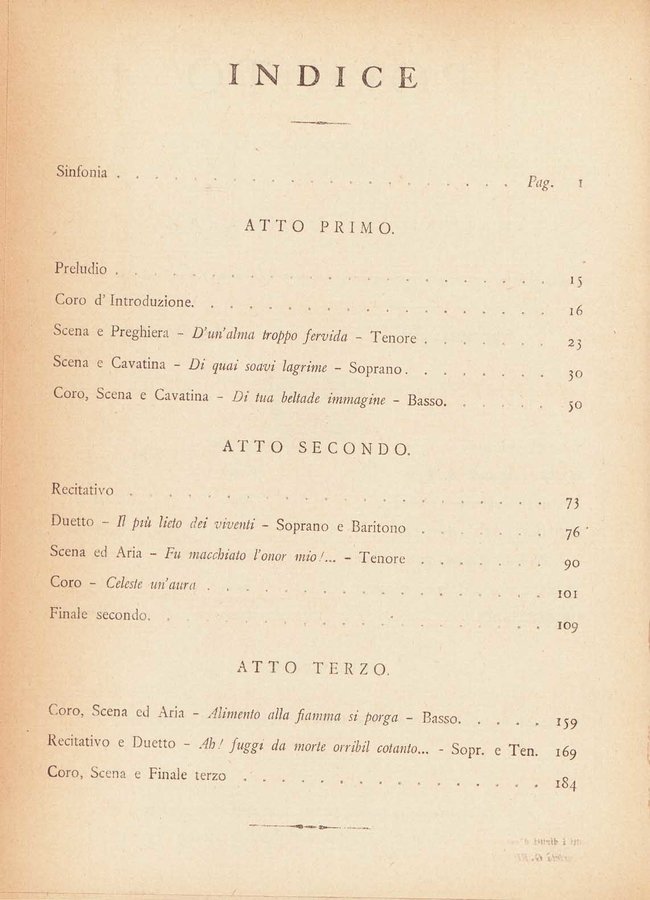 INDICE
Sinfonia . . . . . . . . . . . . . . . . . . Pag. 1
ATTO PRIMO.
Preludio . . . . . . . . . . . . . . . . . . 15
Coro d'Introduzione. . . . . . . . . . . . . . . . 16
Scena e Preghiera – D'un'alma troppo fervida – Tenore . . . . . . . 23
Scena e Cavatina – Di quai soavi lagrime – Soprano. . . . . . . . 30
Coro, Scena e Cavatina – Di tua beltade immagine – Basso. . . . . . 50
ATTO SECONDO.
Recitativo . . . . . . . . . . . . . . . . . . 73
Duetto – Il più lieto dei viventi – Soprano e Baritono . . . . . . . 76
Scena ed Aria – Fu macchiato l'onor mio!... – Tenore . . . . . . . 90
Coro – Celeste un'aura . . . . . . . . . . . . . . . 101
Finale secondo. . . . . . . . . . . . . . . . . 109
ATTO TERZO.
Coro, Scena ed Aria – Alimento alla fiamma si porga – Basso. . . . . 159
Recitativo e Duetto – Ah! fuggi da morte orribil cotanto... – Sopr. e Ten. 169
Coro, Scena e Finale terzo . . . . . . . . . . . . . . 184